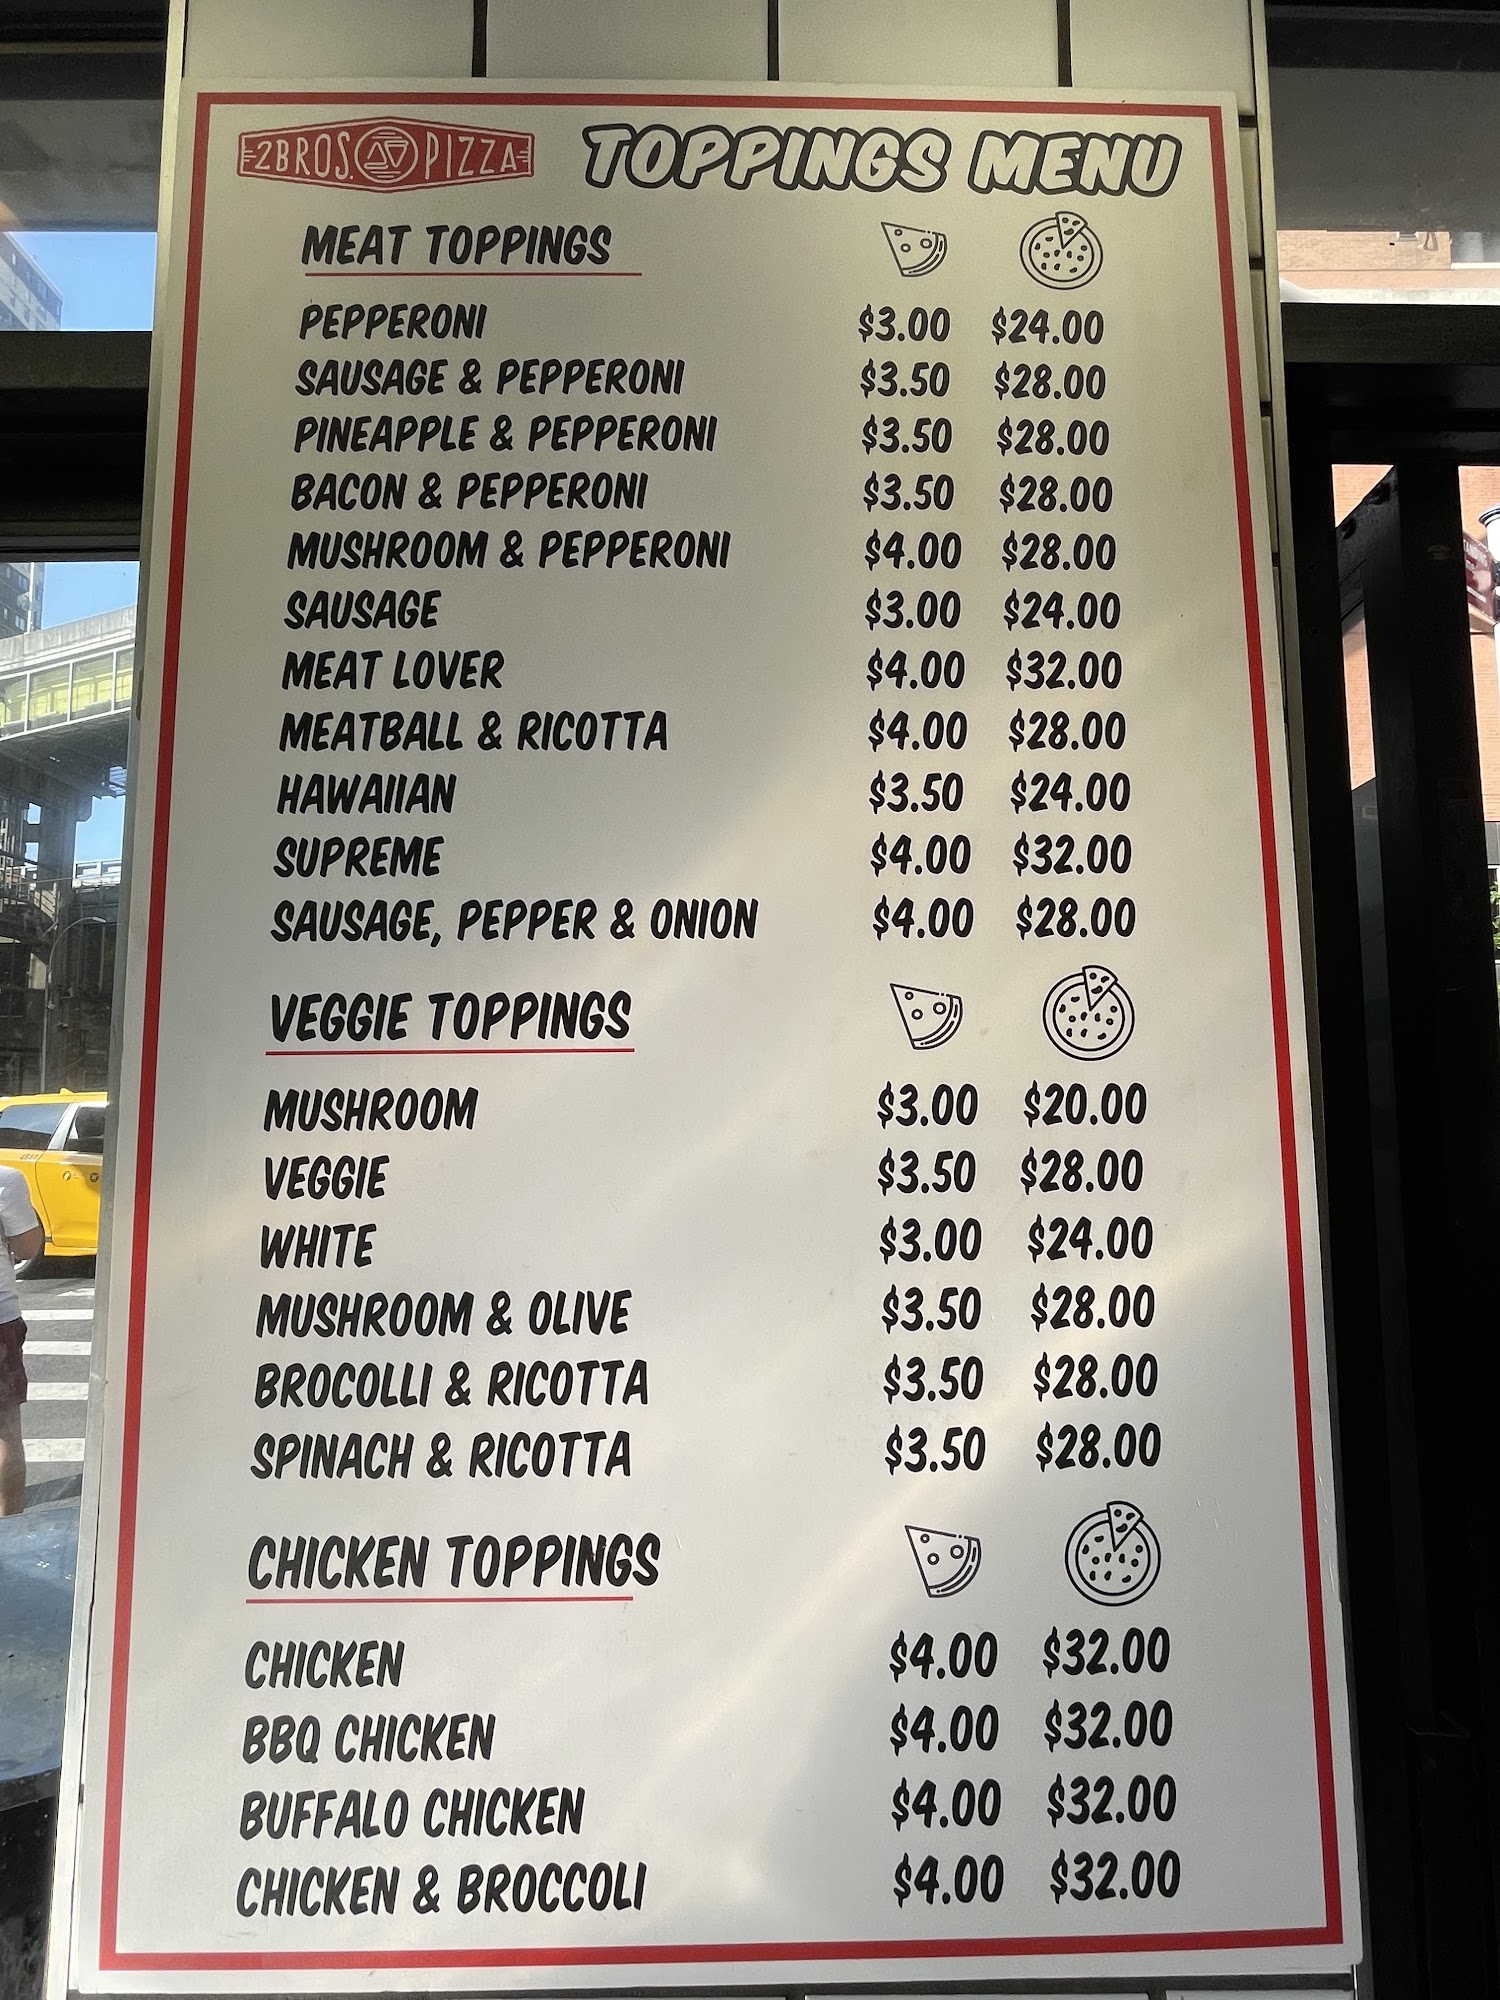 2BROS. PIZZA TOPPINGS MENU
MEAT TOPPINGS
PEPPERONI $3.00 $24.00
SAUSAGE & PEPPERONI $3.50 $28.00
PINEAPPLE & PEPPERONI $3.50 $28.00
BACON & PEPPERONI $3.50 $28.00
MUSHROOM & PEPPERONI $4.00 $28.00
SAUSAGE $3.00 $24.00
MEAT LOVER $4.00 $32.00
MEATBALL & RICOTTA $4.00 $28.00
HAWAIIAN $3.50 $24.00
SUPREME $4.00 $32.00
SAUSAGE, PEPPER & ONION $4.00 $28.00
VEGGIE TOPPINGS
MUSHROOM $3.00 $20.00
VEGGIE $3.50 $28.00
WHITE $3.00 $24.00
MUSHROOM & OLIVE $3.50 $28.00
BROCOLLI & RICOTTA $3.50 $28.00
SPINACH & RICOTTA $3.50 $28.00
CHICKEN TOPPINGS
CHICKEN $4.00 $32.00
BBQ CHICKEN $4.00 $32.00
BUFFALO CHICKEN $4.00 $32.00
CHICKEN & BROCCOLI $4.00 $32.00